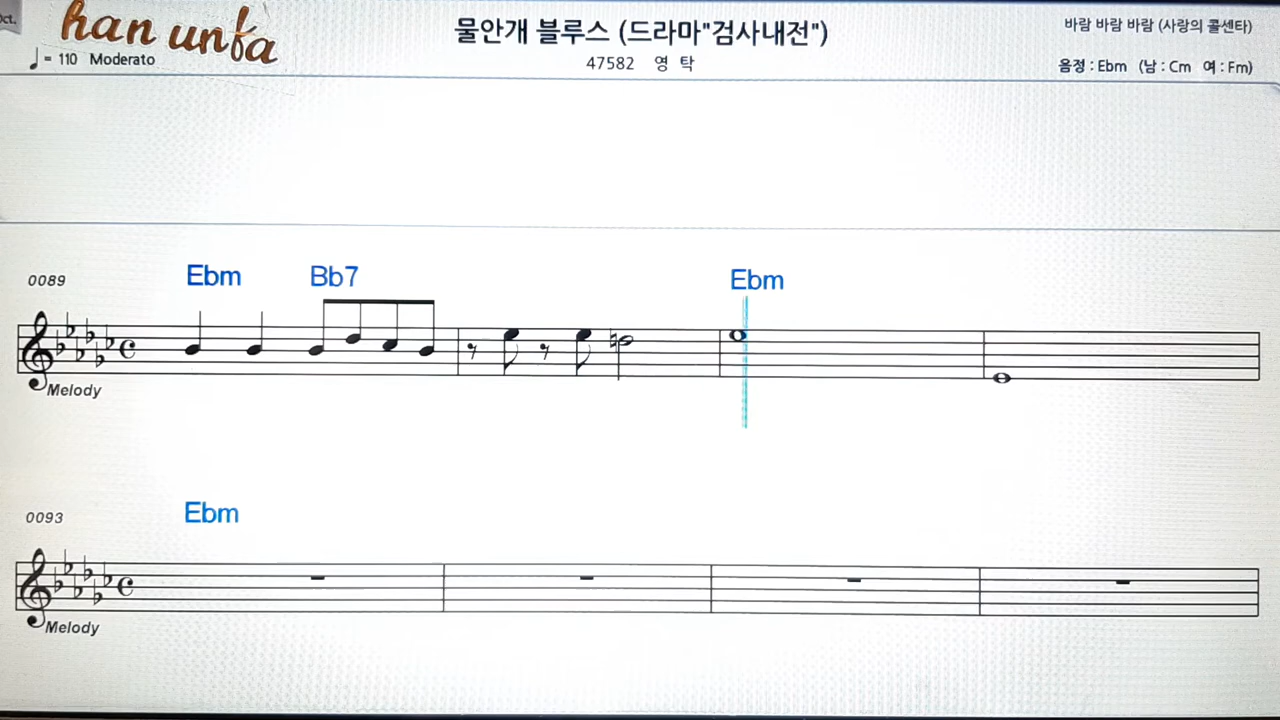 Oct.
han unfa
= 110 Moderato
물안개 블루스 (드라마"검사내전")
47582 영 탁
바람 바람 바람 (사랑의 콜센타)
음정 : Ebm (남 : Cm 여 : Fm)
0089 Ebm Bb7 Ebm
Melody
0093 Ebm
Melody